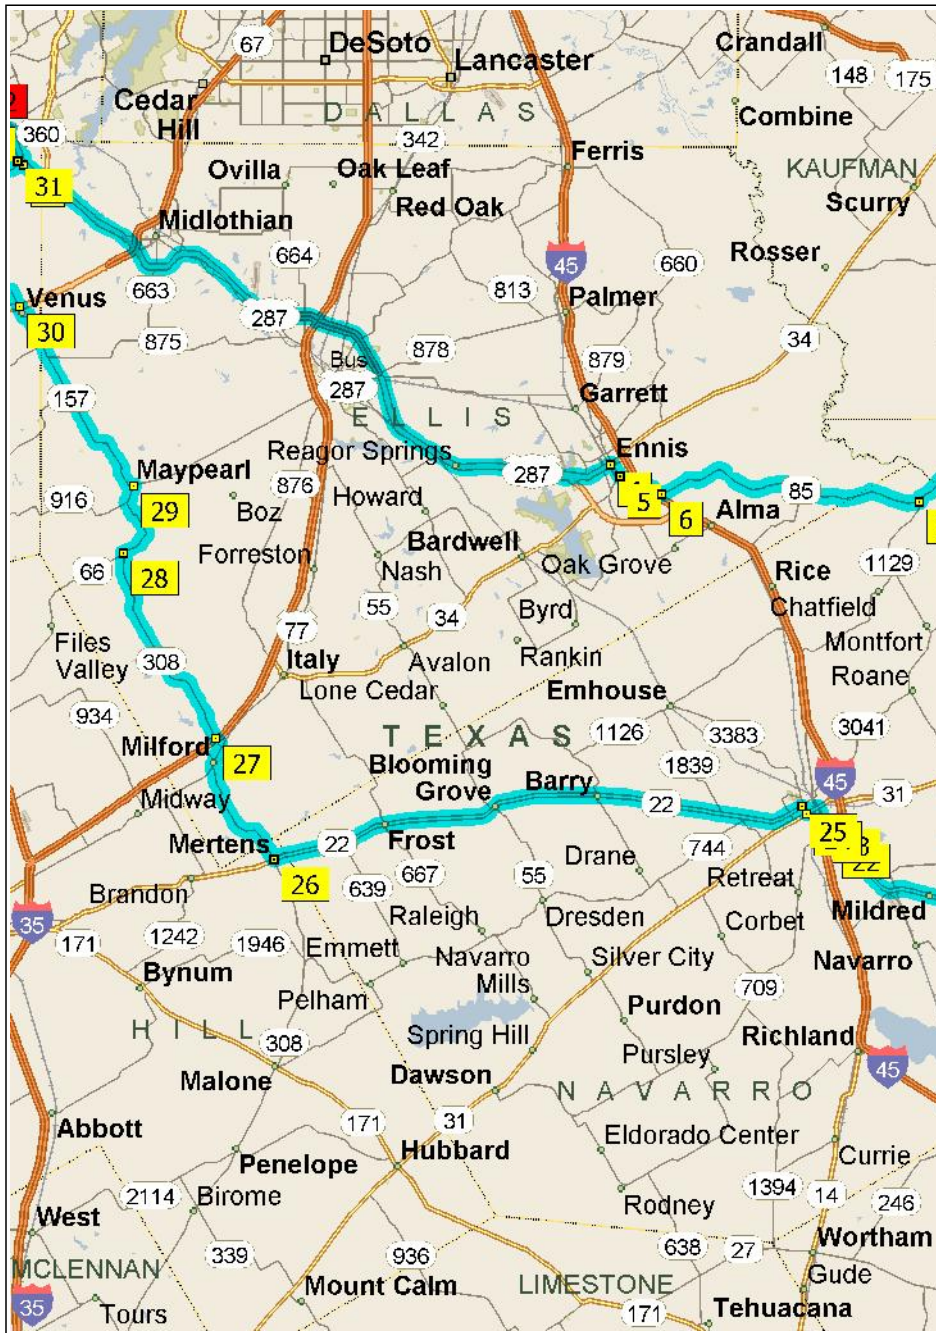 67
DeSoto
Lancaster
Crandall
148
175
Cedar
Hill
DALLAS
Combine
360
342
Ferris
KAUFMAN
31
Ovilla
Oak Leaf
Red Oak
Scurry
Midlothian
664
45
660
Rosser
663
Venus
813
Palmer
30
287
875
Bus
287
878
879
34
157
Garrett
ELLIS
Reagor Springs
Ennis
287
Maypearl
916
29
Boz
876
Howard
5
6
85
Alma
66
28
Forreston
Bardwell
Nash
Oak Grove
Rice
1129
Chatfield
55
34
Byrd
Files
Valley
308
77
Italy
Avalon
Rankin
Montfort
Roane
Lone Cedar
Emhouse
934
Milford
27
TEXAS
1126
3383
3041
Blooming
Grove
Barry
1839
45
Midway
22
31
Mertens
22
Frost
25
22
26
Drane
744
Brandon
639
667
55
Retreat
35
171
1242
1946
Raleigh
Dresden
Corbet
Mildred
Emmett
Navarro
Mills
Silver City
Navarro
Bynum
Pelham
709
Purdon
HILL
308
Spring Hill
Richland
Malone
Dawson
Pursley
45
NAVARRO
Abbott
171
31
Eldorado Center
Penelope
Hubbard
Currie
2114
Birome
Rodney
1394
14
246
West
339
936
638
27
Wortham
MCLENNAN
Mount Calm
LIMESTONE
Gude
35
Tours
171
Tehuacana